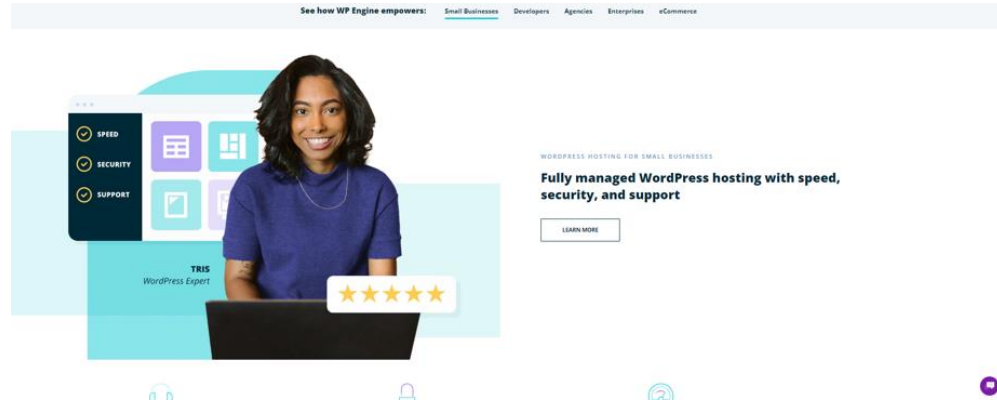 See how WP Engine empowers: Small Businesses Developers Agencies Enterprises eCommerce
SPEED
SECURITY
SUPPORT
TRIS
WordPress Expert
WORDPRESS HOSTING FOR SMALL BUSINESSES
Fully managed WordPress hosting with speed,
security, and support
LEARN MORE